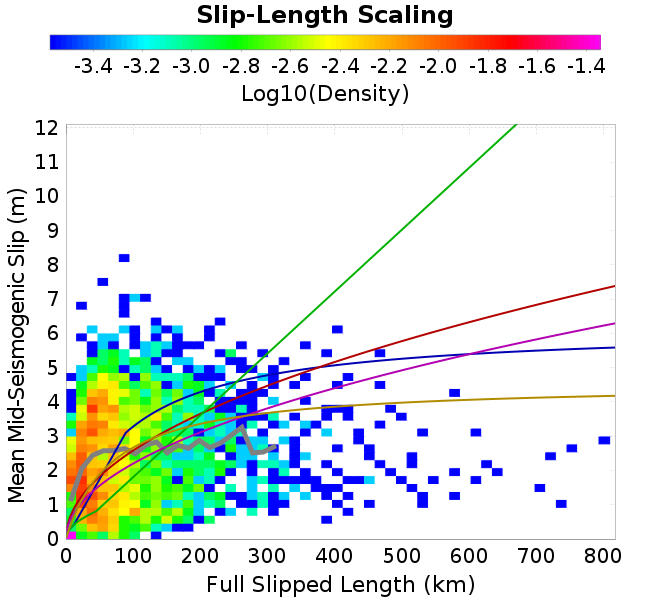 Slip-Length Scaling
-3.4 -3.2 -3.0 -2.8 -2.6 -2.4 -2.2 -2.0 -1.8 -1.6 -1.4
Log10(Density)
12
11
10
9
8
7
6
5
4
3
2
1
0
Mean Mid-Seismogenic Slip (m)
0 100 200 300 400 500 600 700 800
Full Slipped Length (km)